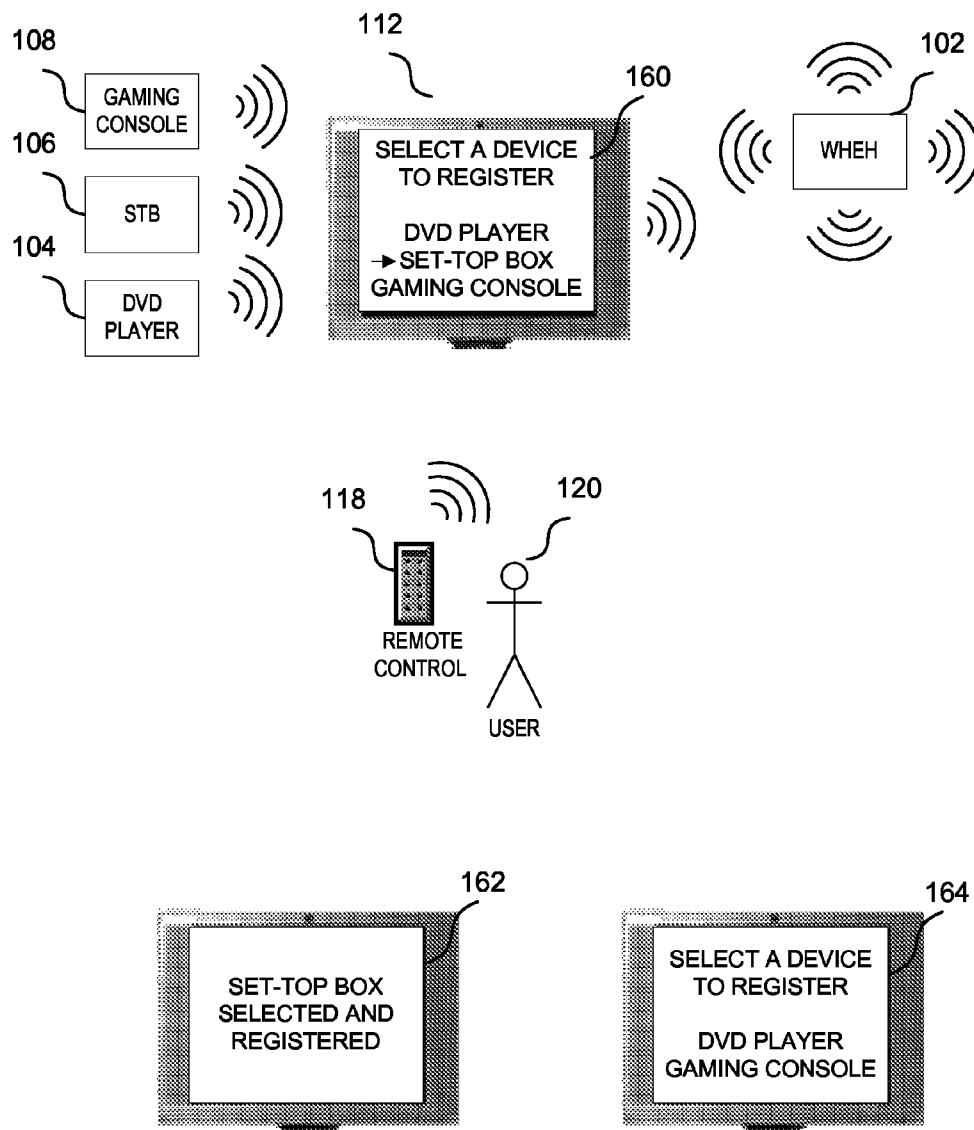 108
112
102
160
GAMING
CONSOLE
106
STB
104
DVD
PLAYER
SELECT A DEVICE
TO REGISTER
DVD PLAYER
→SET-TOP BOX
GAMING CONSOLE
WHEH
118
120
REMOTE
CONTROL
USER
162
SET-TOP BOX
SELECTED AND
REGISTERED
164
SELECT A DEVICE
TO REGISTER
DVD PLAYER
GAMING CONSOLE